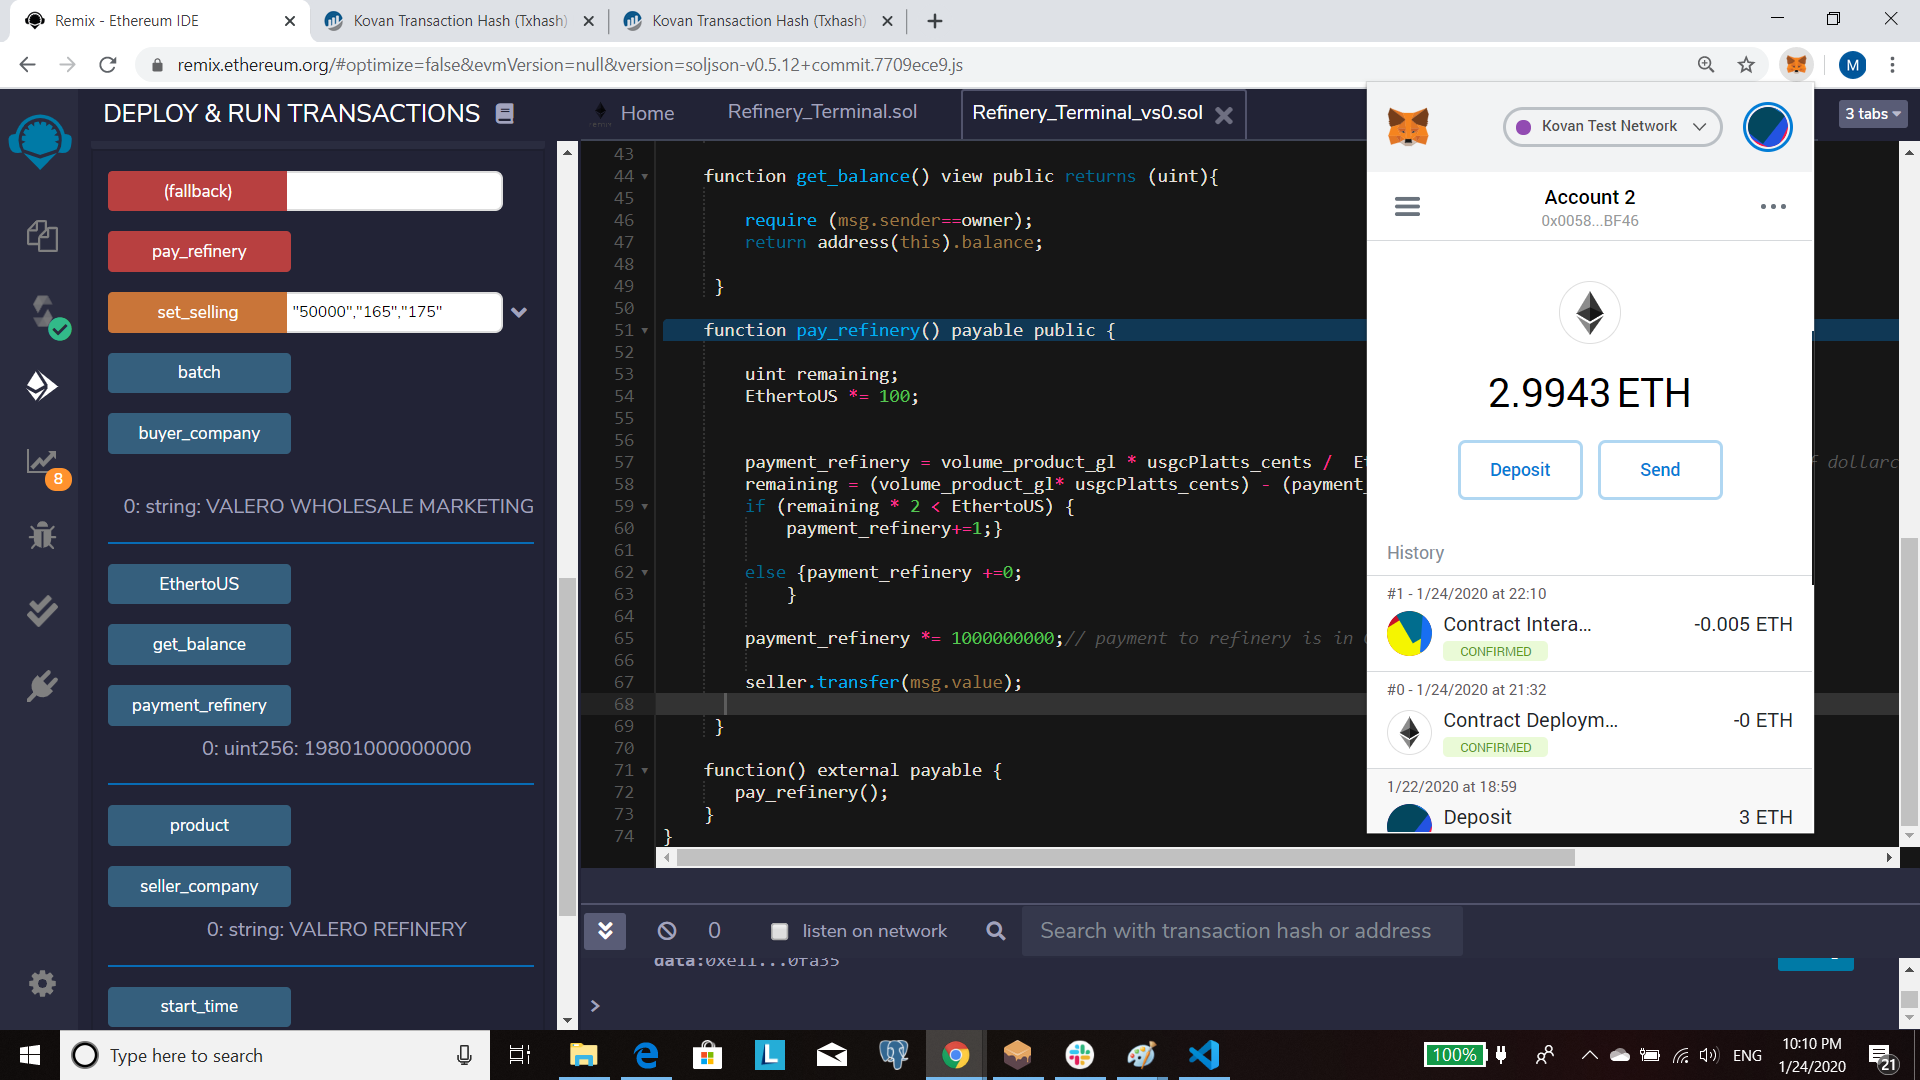 Remix - Ethereum IDE
Kovan Transaction Hash (Txhash)
Kovan Transaction Hash (Txhash)
remix.ethereum.org/#optimize=false&evmVersion=null&version=soljson-v0.5.12+commit.7709ece9.js
M
DEPLOY & RUN TRANSACTIONS
Home
Refinery_Terminal.sol
Refinery_Terminal_vs0.sol
3 tabs
(fallback)
pay_refinery
set_selling
"50000","165","175"
batch
buyer_company
0: string: VALERO WHOLESALE MARKETING
EthertoUS
get_balance
payment_refinery
0: uint256: 19801000000000
product
seller_company
0: string: VALERO REFINERY
start_time
8
43
44 function get_balance() view public returns (uint){
45
46 require (msg.sender==owner);
47 return address(this).balance;
48
49 }
50
51 function pay_refinery() payable public {
52
53 uint remaining;
54 EthertoUS *= 100;
55
56
57 payment_refinery = volume_product_gl * usgcPlatts_cents / Et f dollarc
58 remaining = (volume_product_gl* usgcPlatts_cents) - (payment_
59 if (remaining * 2 < EthertoUS) {
60 payment_refinery+=1;}
61
62 else {payment_refinery +=0;
63 }
64
65 payment_refinery *= 1000000000;// payment to refinery is in
66
67 seller.transfer(msg.value);
68
69 }
70
71 function() external payable {
72 pay_refinery();
73 }
74 }
0
listen on network
Search with transaction hash or address
data:0xe11...0fa35
>
Kovan Test Network
Account 2
0x0058...BF46
2.9943 ETH
Deposit
Send
History
#1 - 1/24/2020 at 22:10
Contract Intera...
-0.005 ETH
CONFIRMED
#0 - 1/24/2020 at 21:32
Contract Deploym...
-0 ETH
CONFIRMED
1/22/2020 at 18:59
Deposit
3 ETH
Type here to search
L
100%
ENG
10:10 PM
1/24/2020
21